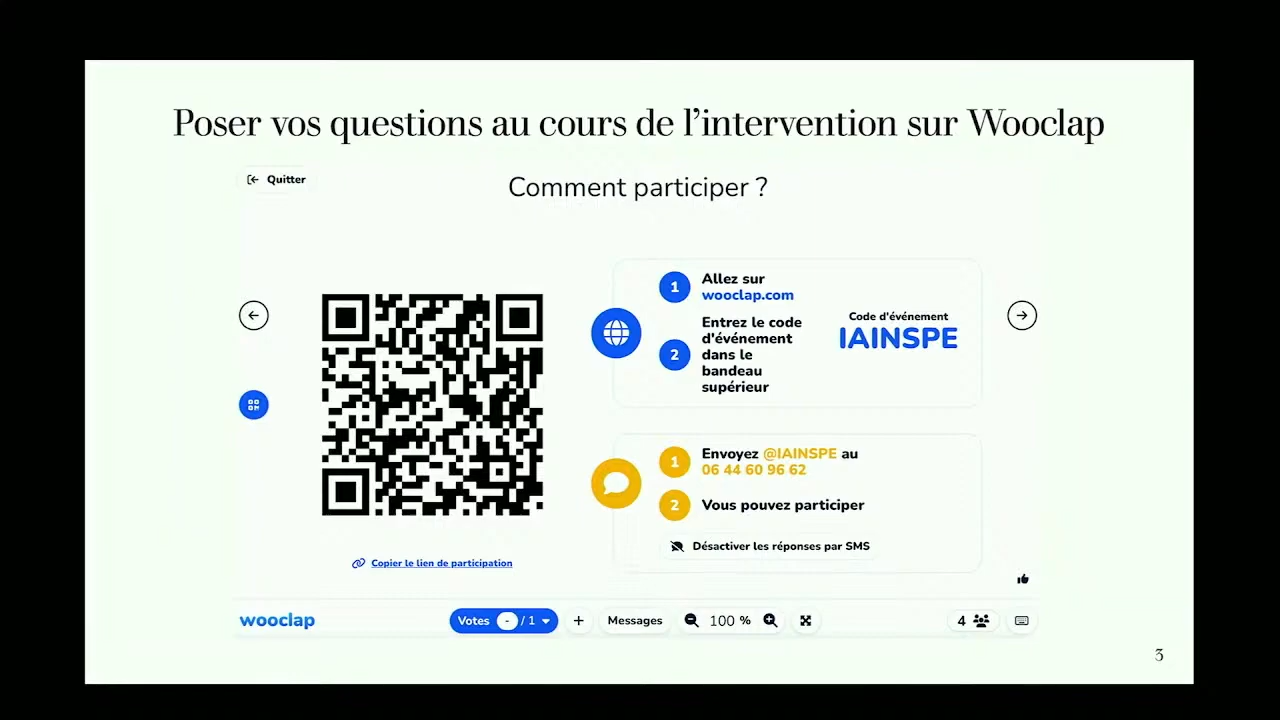 Poser vos questions au cours de l'intervention sur Wooclap
Quitter
Comment participer ?
1
Allez sur
wooclap.com
2
Entrez le code
d'événement
dans le
bandeau
supérieur
Code d'événement
IAINSPE
1
Envoyez @IAINSPE au
06 44 60 96 62
2
Vous pouvez participer
Désactiver les réponses par SMS
Copier le lien de participation
wooclap
Votes - / 1
+
Messages
100 %
4
3